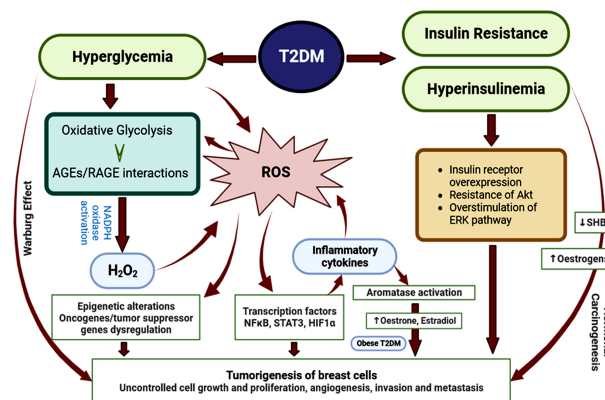 T2DM
Hyperglycemia
Insulin Resistance
Hyperinsulinemia
Oxidative Glycolysis
AGEs/RAGE interactions
ROS
Insulin receptor
overexpression
Resistance of Akt
Overstimulation of
ERK pathway
Warburg Effect
NADPH
oxidase
activation
H₂O₂
Inflammatory
cytokines
↓SHB
↑Oestrogens
Carcinogenesis
Epigenetic alterations
Oncogenes/tumor suppressor
genes dysregulation
Transcription factors
NFκB, STAT3, HIF1α
Aromatase activation
↑Oestrone, Estradiol
Obese T2DM
Tumorigenesis of breast cells
Uncontrolled cell growth and proliferation, angiogenesis, invasion and metastasis